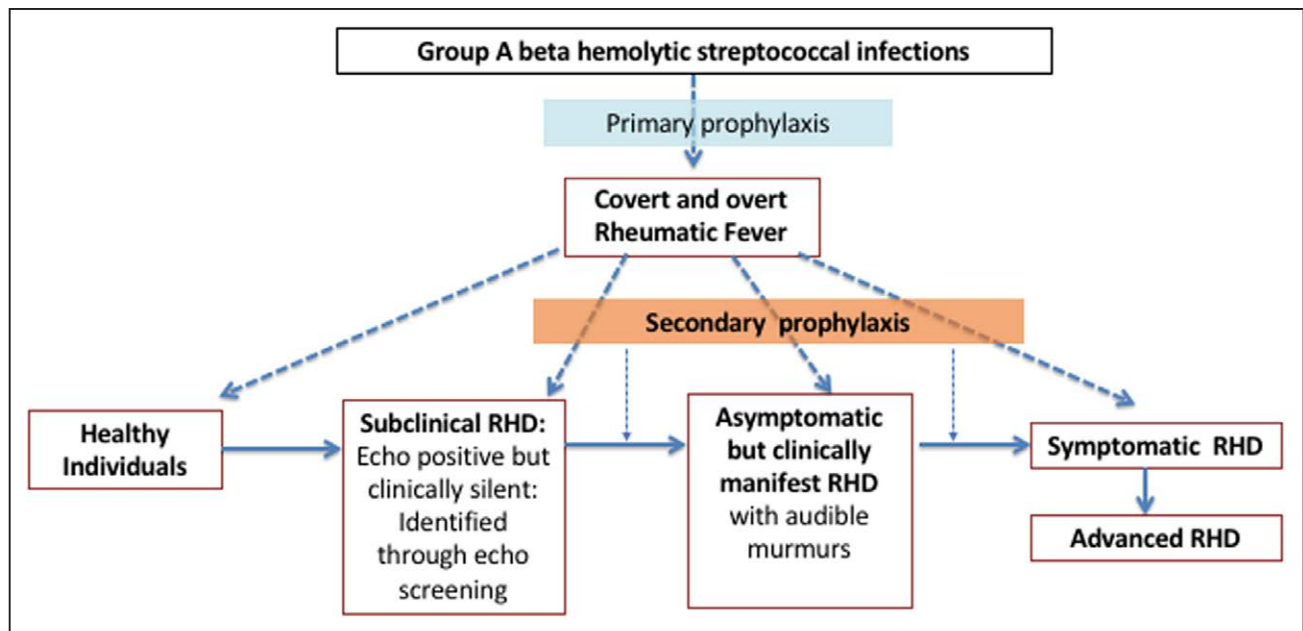 Group A beta hemolytic streptococcal infections
Primary prophylaxis
Covert and overt
Rheumatic Fever
Secondary prophylaxis
Healthy
Individuals
Subclinical RHD:
Echo positive but
clinically silent:
Identified
through echo
screening
Asymptomatic
but clinically
manifest RHD
with audible
murmurs
Symptomatic RHD
Advanced RHD